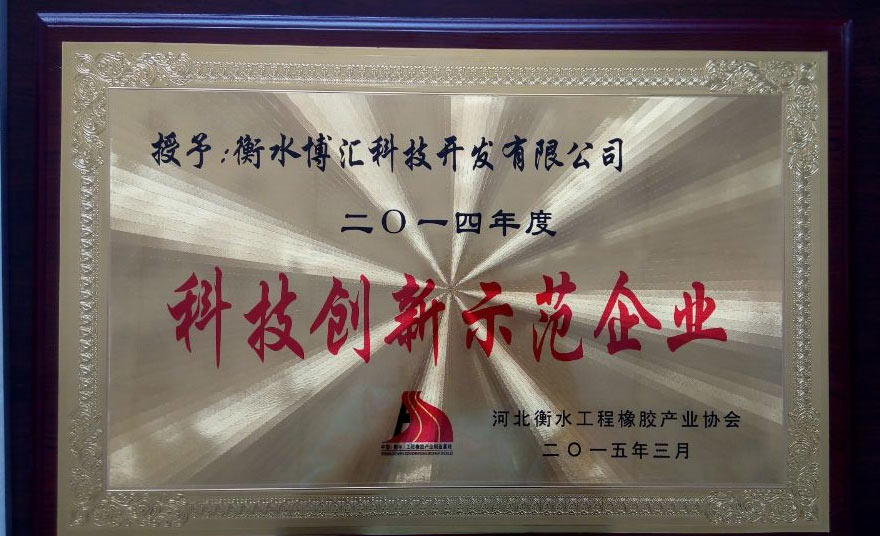 授予:衡水博汇科技开发有限公司
二〇一四年度
科技创新示范企业
河北衡水工程橡胶产业协会
二〇一五年三月